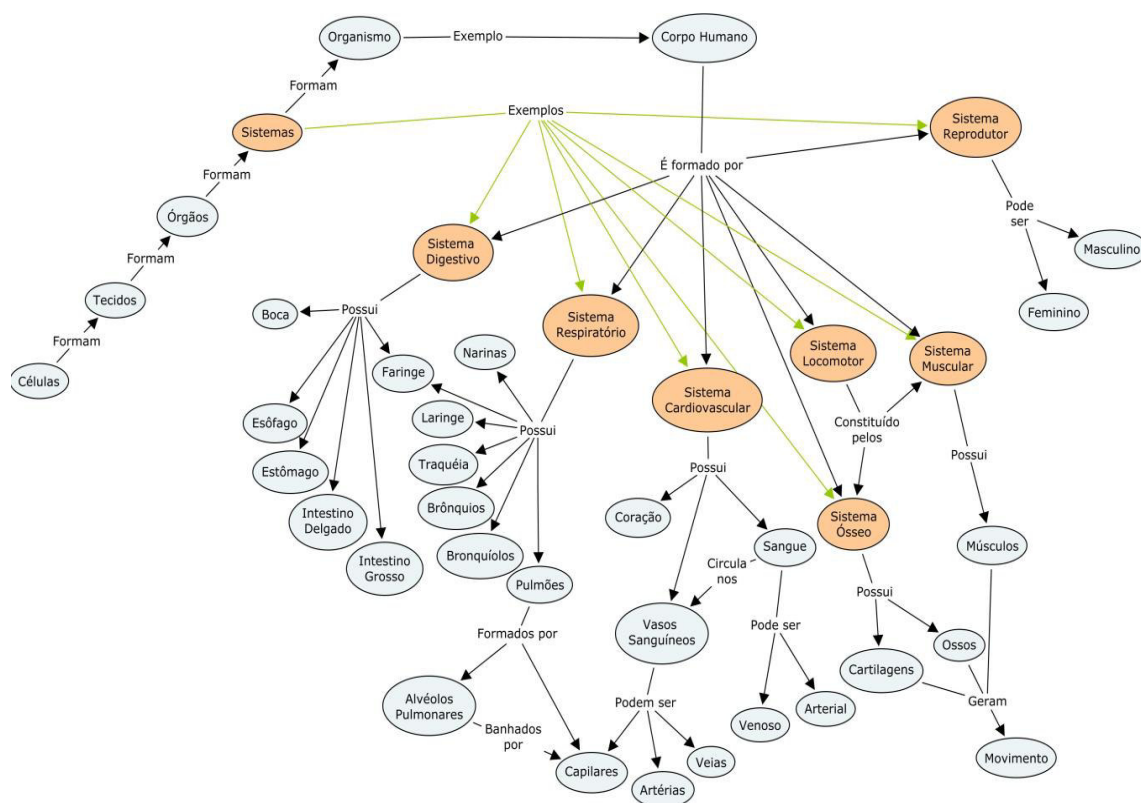 Organismo
Exemplo
Corpo Humano
Formam
Exemplos
Sistemas
Sistema
Reprodutor
É formado por
Formam
Órgãos
Pode
ser
Masculino
Feminino
Formam
Tecidos
Formam
Células
Sistema
Digestivo
Possui
Boca
Faringe
Esôfago
Estômago
Intestino
Delgado
Intestino
Grosso
Sistema
Respiratório
Narinas
Possui
Laringe
Traquéia
Brônquios
Bronquíolos
Pulmões
Formados por
Alvéolos
Pulmonares
Banhados
por
Capilares
Sistema
Cardiovascular
Possui
Coração
Sangue
Circula
nos
Vasos
Sanguíneos
Pode ser
Venoso
Arterial
Podem ser
Veias
Artérias
Sistema
Locomotor
Sistema
Muscular
Constituído
pelos
Possui
Sistema
Ósseo
Músculos
Possui
Ossos
Cartilagens
Geram
Movimento